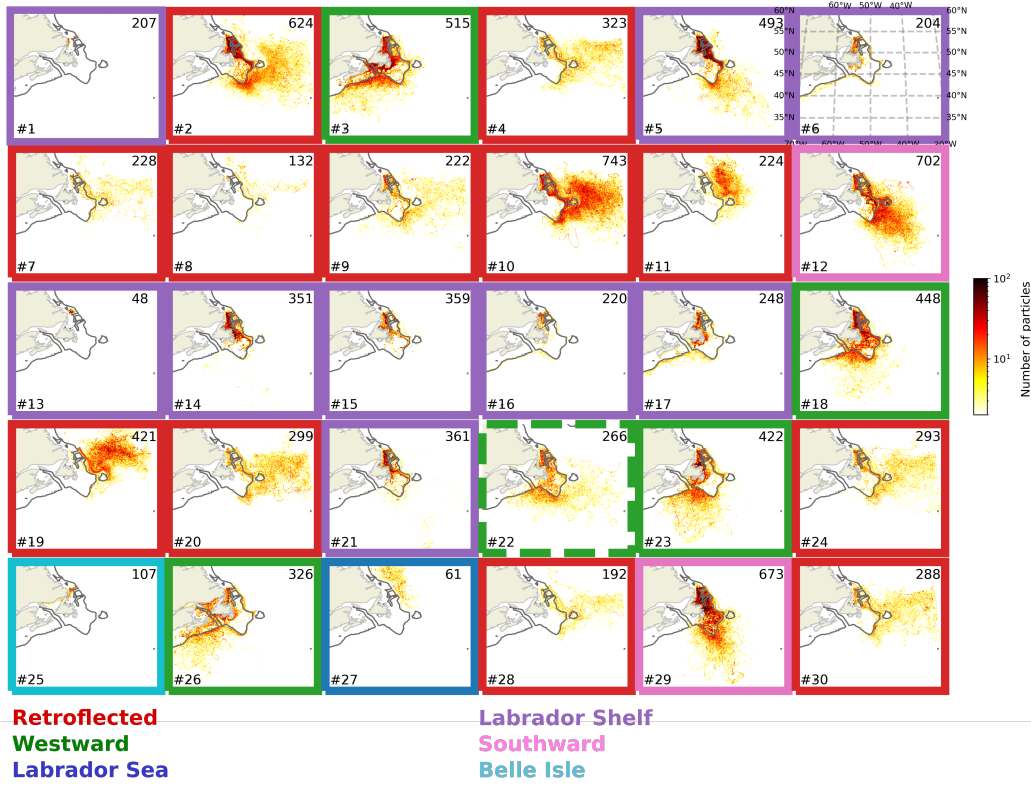 60°W 50°W 40°W
207 624 515 323 493 60°N 204 60°N
55°N 55°N
50°N 50°N
45°N 45°N
40°N 40°N
35°N 35°N
#1 #2 #3 #4 #5 #6
70°W 60°W 50°W 40°W 30°W
228 132 222 743 224 702
#7 #8 #9 #10 #11 #12
48 351 359 220 248 448
#13 #14 #15 #16 #17 #18
421 299 361 266 422 293
#19 #20 #21 #22 #23 #24
107 326 61 192 673 288
#25 #26 #27 #28 #29 #30
10²
10¹
Number of particles
Retroflected Labrador Shelf
Westward Southward
Labrador Sea Belle Isle